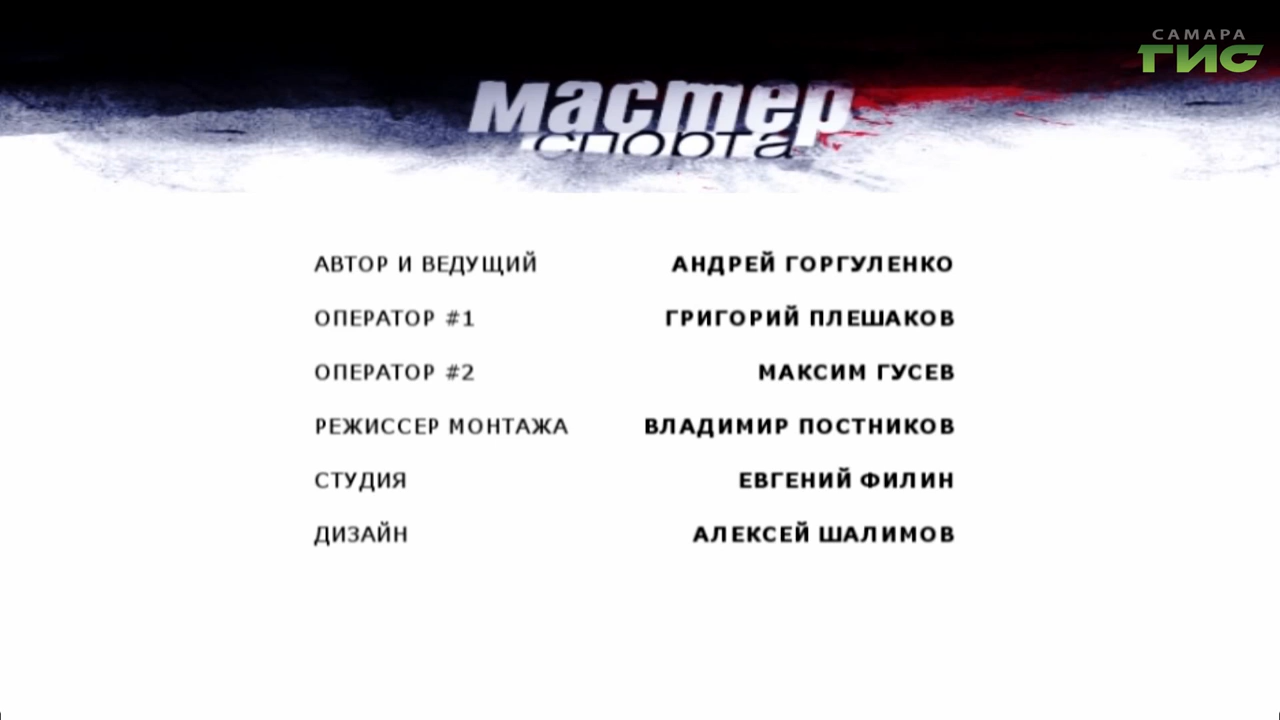 САМАРА
ГИС
мастер
спорта
АВТОР И ВЕДУЩИЙ АНДРЕЙ ГОРГУЛЕНКО
ОПЕРАТОР #1 ГРИГОРИЙ ПЛЕШАКОВ
ОПЕРАТОР #2 МАКСИМ ГУСЕВ
РЕЖИССЕР МОНТАЖА ВЛАДИМИР ПОСТНИКОВ
СТУДИЯ ЕВГЕНИЙ ФИЛИН
ДИЗАЙН АЛЕКСЕЙ ШАЛИМОВ